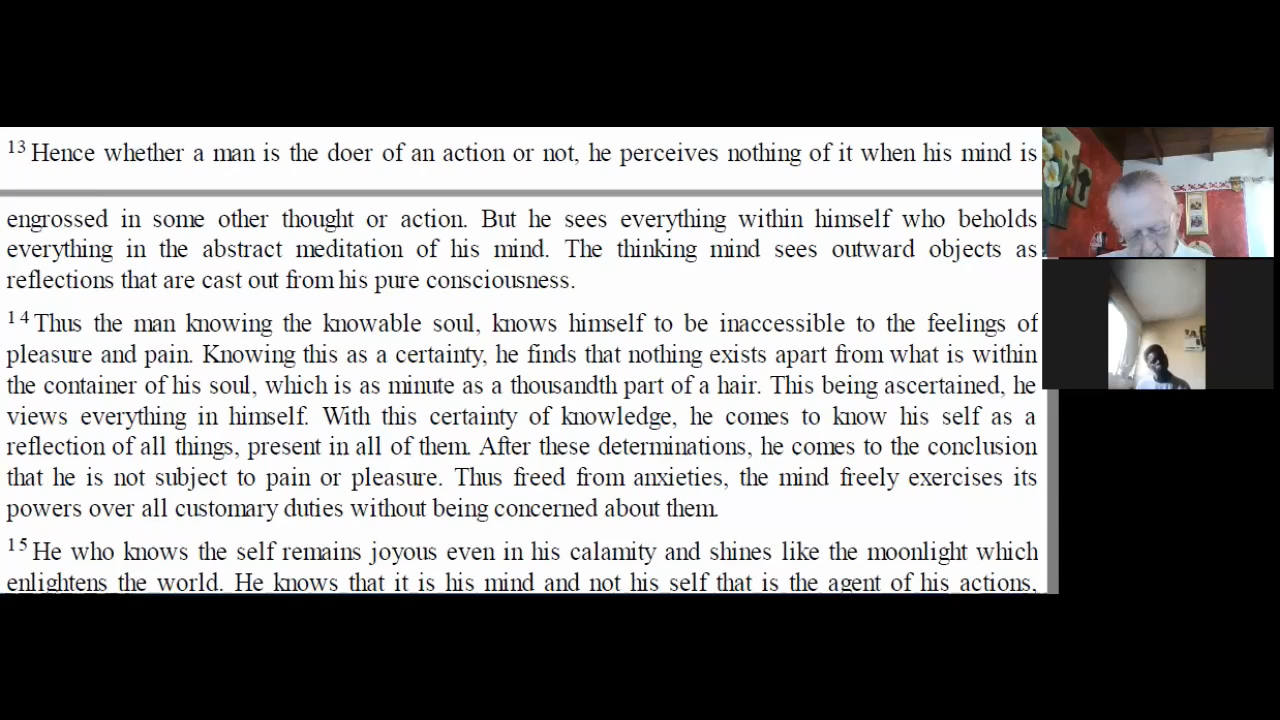 13 Hence whether a man is the doer of an action or not, he perceives nothing of it when his mind is
engrossed in some other thought or action. But he sees everything within himself who beholds
everything in the abstract meditation of his mind. The thinking mind sees outward objects as
reflections that are cast out from his pure consciousness.
14 Thus the man knowing the knowable soul, knows himself to be inaccessible to the feelings of
pleasure and pain. Knowing this as a certainty, he finds that nothing exists apart from what is within
the container of his soul, which is as minute as a thousandth part of a hair. This being ascertained, he
views everything in himself. With this certainty of knowledge, he comes to know his self as a
reflection of all things, present in all of them. After these determinations, he comes to the conclusion
that he is not subject to pain or pleasure. Thus freed from anxieties, the mind freely exercises its
powers over all customary duties without being concerned about them.
15 He who knows the self remains joyous even in his calamity and shines like the moonlight which
enlightens the world. He knows that it is his mind and not his self that is the agent of his actions,